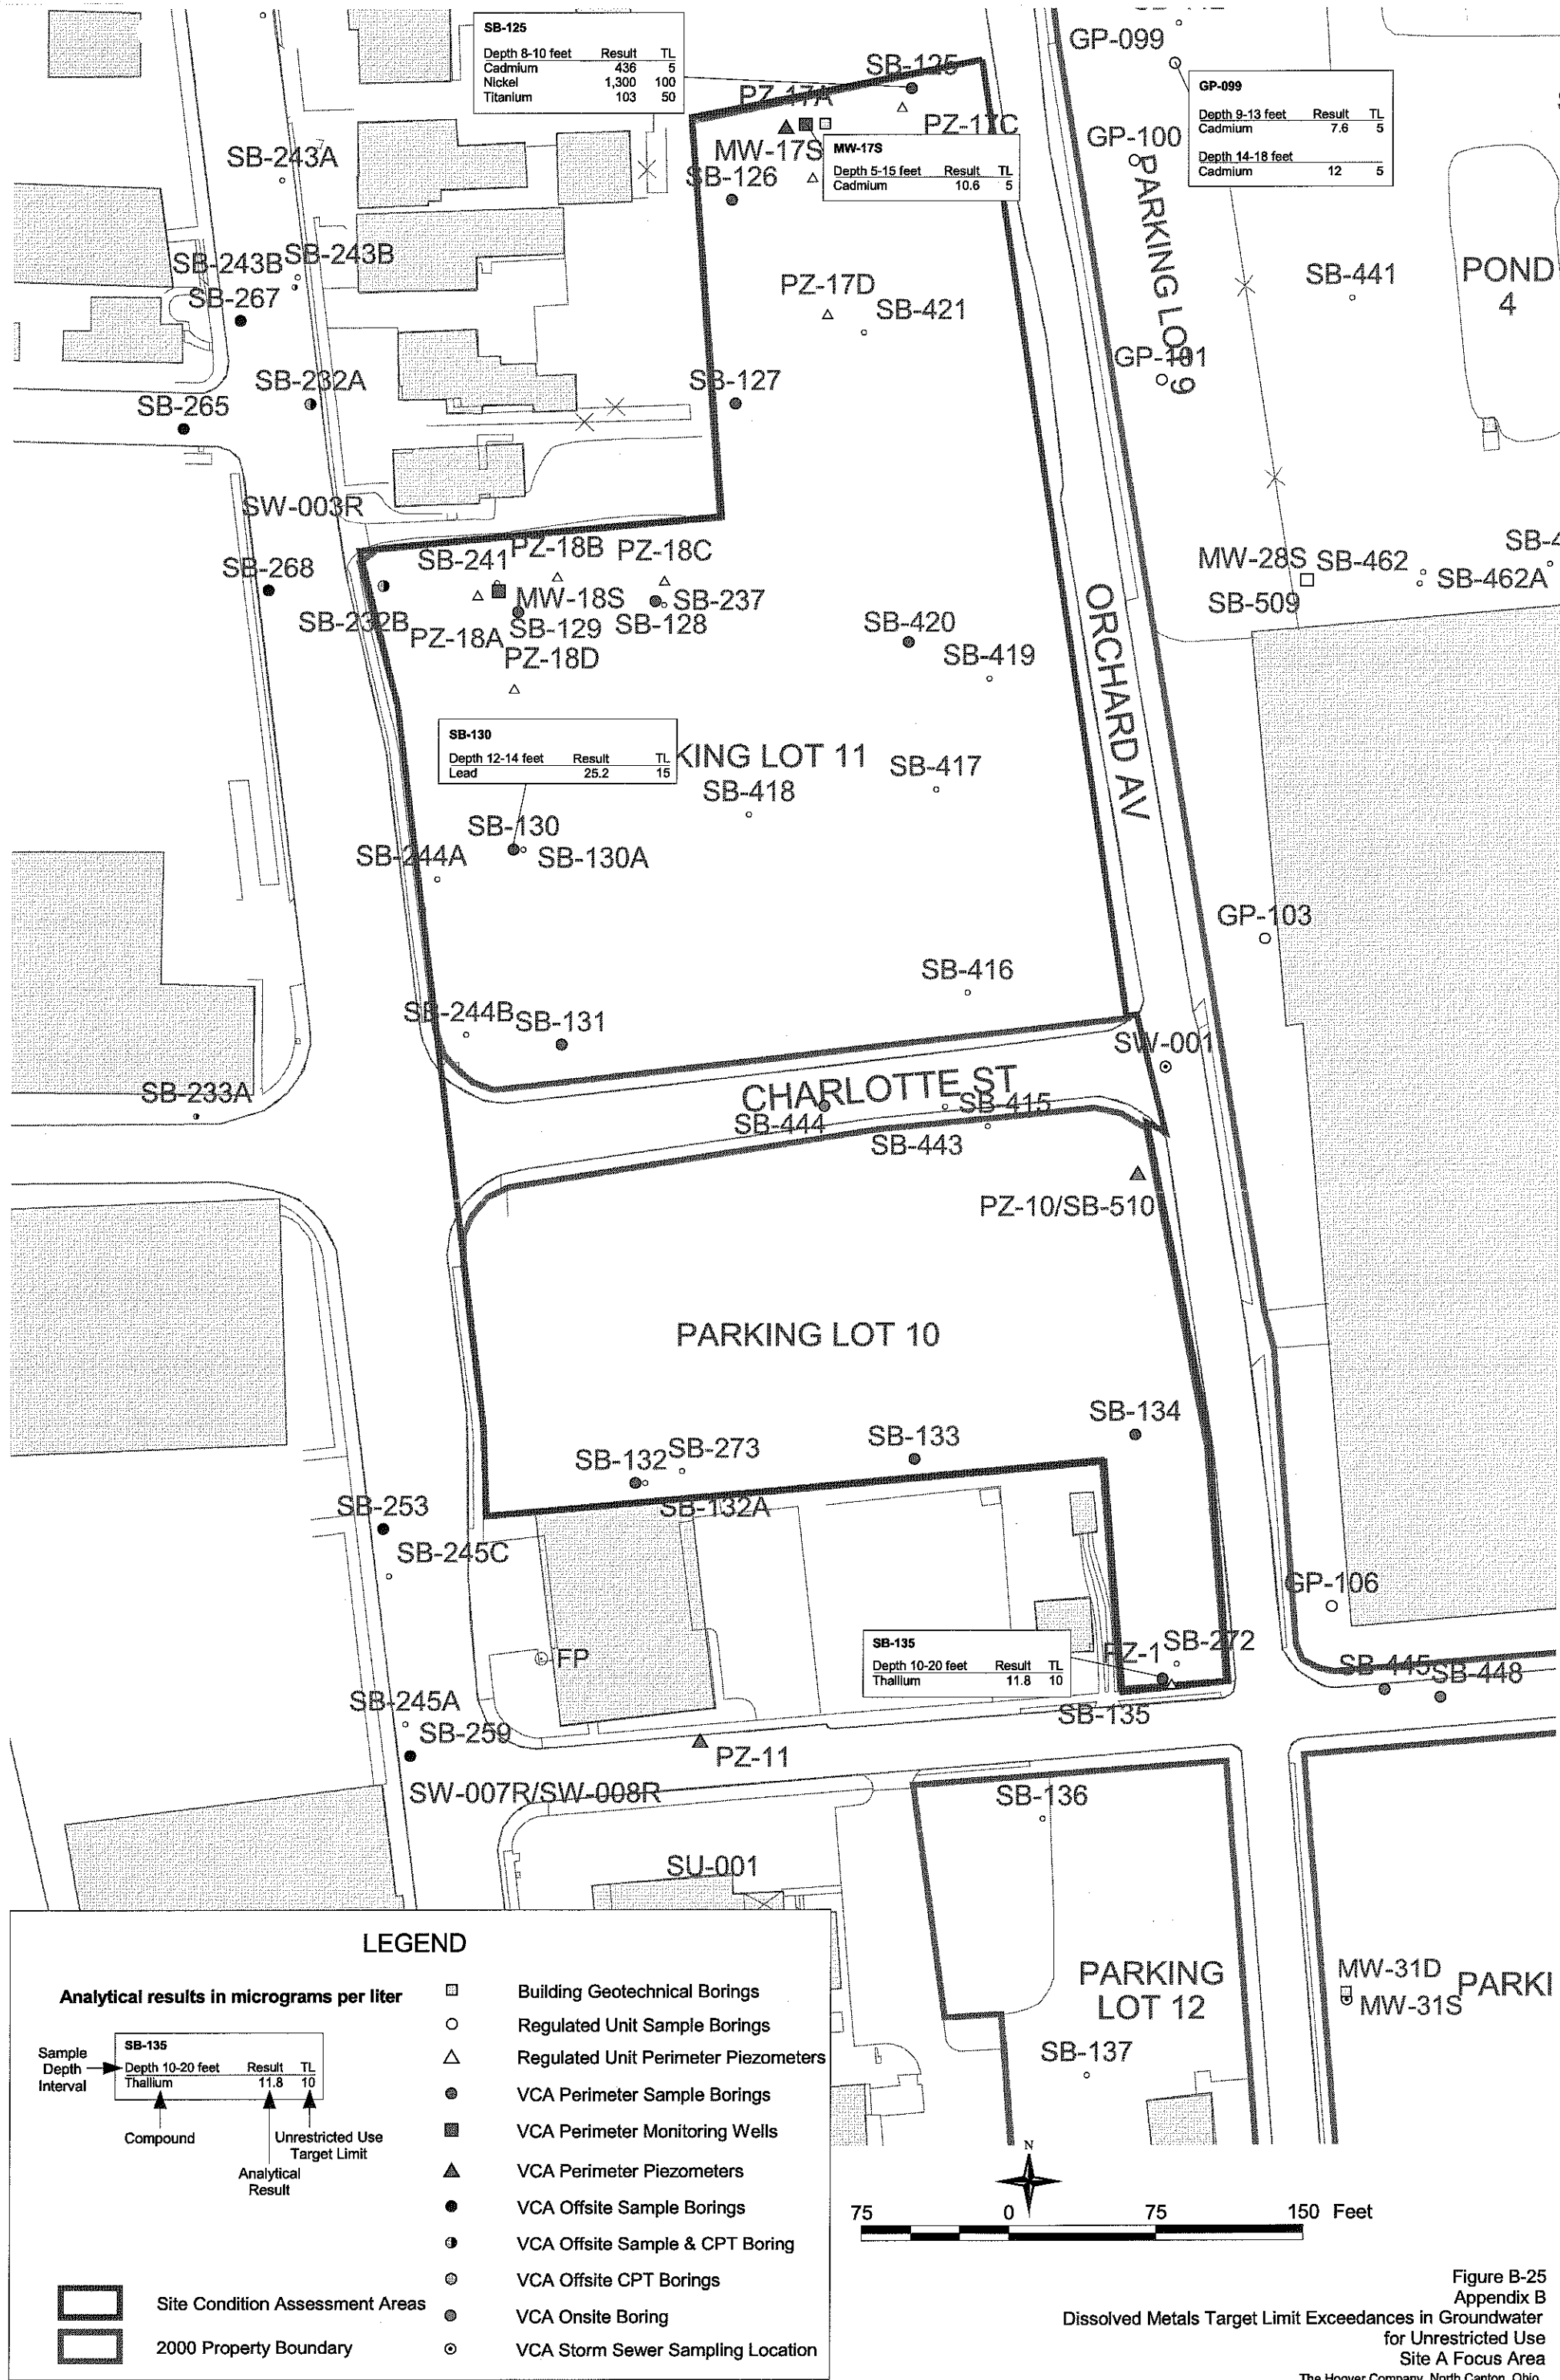 SB-125
Depth 8-10 feet Result TL
Cadmium 436 5
Nickel 1,300 100
Titanium 103 50
GP-099
SB-125
GP-099
Depth 9-13 feet Result TL
Cadmium 7.6 5
Depth 14-18 feet
Cadmium 12 5
PZ-17A
PZ-17C
GP-100
MW-17S
MW-17S
Depth 5-15 feet Result TL
Cadmium 10.6 5
SB-243A
SB-126
PARKING LOT 9
SB-243B
SB-243B
SB-267
PZ-17D
SB-421
SB-441
POND
4
GP-101
SB-232A
SB-127
SB-265
SW-003R
SB-268
SB-241
PZ-18B
PZ-18C
MW-28S
SB-462
SB-4
SB-462A
SB-509
MW-18S
SB-237
SB-232B
PZ-18A
SB-129
SB-128
PZ-18D
SB-420
SB-419
ORCHARD AV
SB-130
Depth 12-14 feet Result TL
Lead 25.2 15
KING LOT 11
SB-417
SB-418
SB-130
SB-130A
SB-244A
GP-103
SB-416
SB-244B
SB-131
SW-001
CHARLOTTE ST
SB-233A
SB-444
SB-415
SB-443
PZ-10/SB-510
PARKING LOT 10
SB-134
SB-133
SB-132
SB-273
SB-132A
SB-253
SB-245C
GP-106
FP
SB-135
Depth 10-20 feet Result TL
Thallium 11.8 10
PZ-1
SB-272
SB-445
SB-448
SB-135
SB-245A
SB-259
PZ-11
SW-007R/SW-008R
SB-136
SU-001
PARKING
LOT 12
MW-31D
MW-31S
PARKI
SB-137
LEGEND
Analytical results in micrograms per liter
Sample
Depth
Interval
SB-135
Depth 10-20 feet Result TL
Thallium 11.8 10
Compound
Analytical
Result
Unrestricted Use
Target Limit
Building Geotechnical Borings
Regulated Unit Sample Borings
Regulated Unit Perimeter Piezometers
VCA Perimeter Sample Borings
VCA Perimeter Monitoring Wells
VCA Perimeter Piezometers
VCA Offsite Sample Borings
VCA Offsite Sample & CPT Boring
VCA Offsite CPT Borings
VCA Onsite Boring
VCA Storm Sewer Sampling Location
Site Condition Assessment Areas
2000 Property Boundary
N
75 0 75 150 Feet
Figure B-25
Appendix B
Dissolved Metals Target Limit Exceedances in Groundwater
for Unrestricted Use
Site A Focus Area
The Hoover Company, North Canton, Ohio